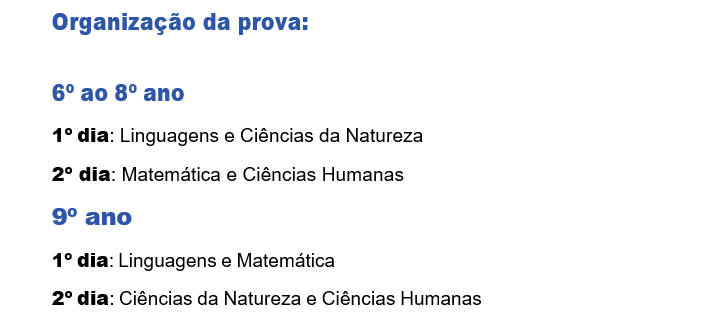 Organização da prova:
6º ao 8º ano
1º dia: Linguagens e Ciências da Natureza
2º dia: Matemática e Ciências Humanas
9º ano
1º dia: Linguagens e Matemática
2º dia: Ciências da Natureza e Ciências Humanas